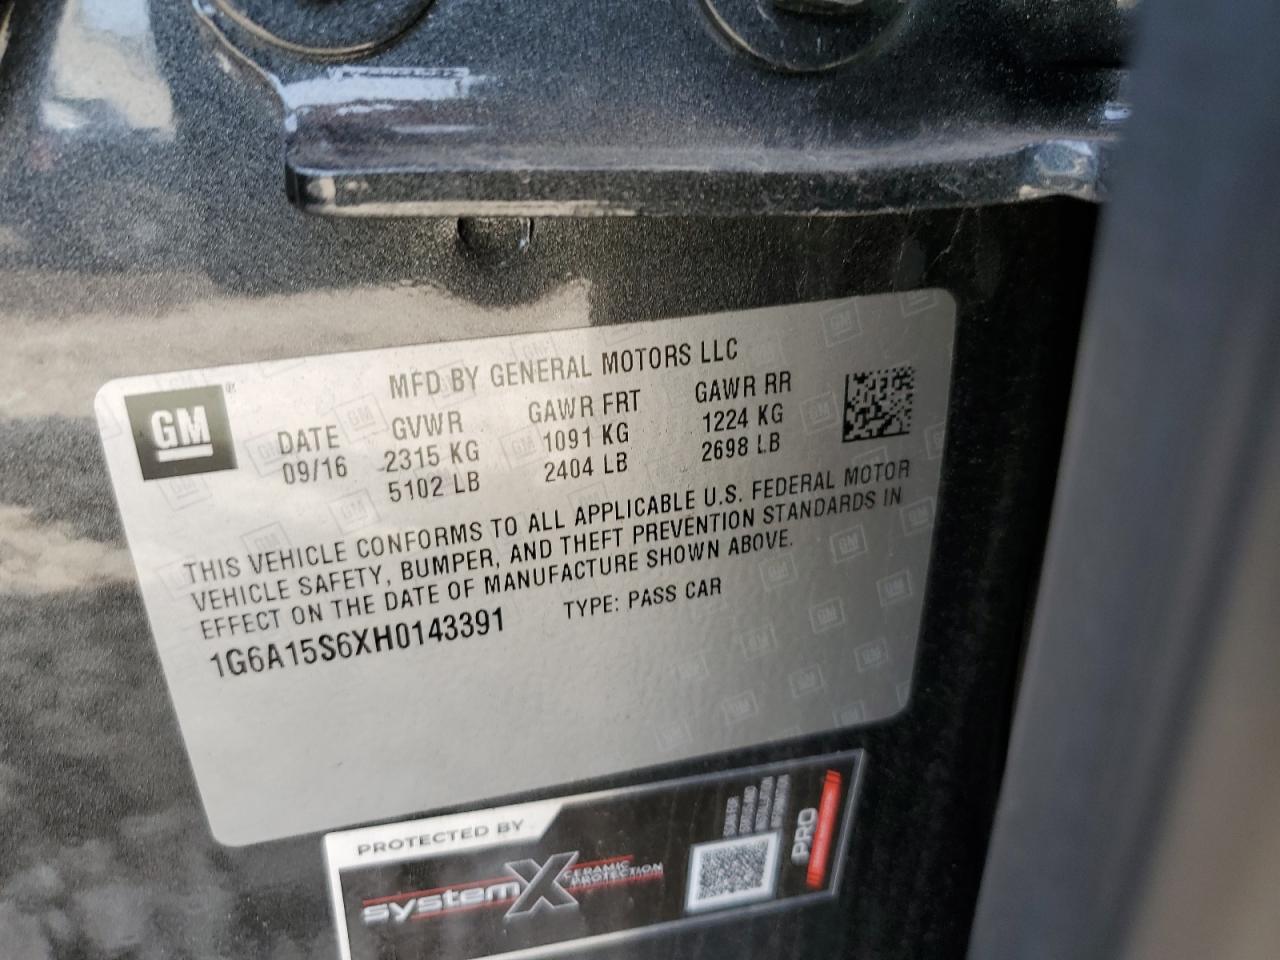 MFD BY GENERAL MOTORS LLC
GM®
DATE GVWR GAWR FRT GAWR RR
09/16 2315 KG 1091 KG 1224 KG
5102 LB 2404 LB 2698 LB
THIS VEHICLE CONFORMS TO ALL APPLICABLE U.S. FEDERAL MOTOR
VEHICLE SAFETY, BUMPER, AND THEFT PREVENTION STANDARDS IN
EFFECT ON THE DATE OF MANUFACTURE SHOWN ABOVE.
1G6A15S6XH0143391 TYPE: PASS CAR
PROTECTED BY
systemX CERAMIC
PROTECTION
PRO